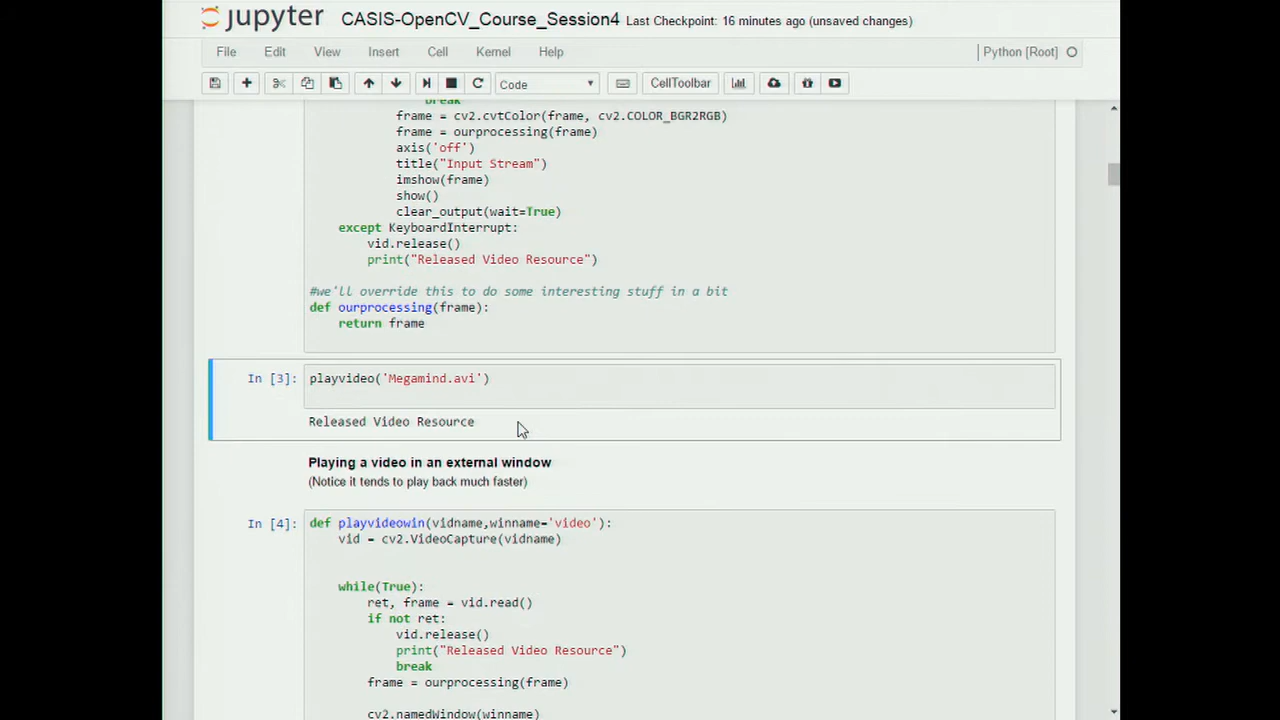 jupyter CASIS-OpenCV_Course_Session4 Last Checkpoint: 16 minutes ago (unsaved changes)
File Edit View Insert Cell Kernel Help Python [Root]
Code CellToolbar
break
frame = cv2.cvtColor(frame, cv2.COLOR_BGR2RGB)
frame = ourprocessing(frame)
axis('off')
title("Input Stream")
imshow(frame)
show()
clear_output(wait=True)
except KeyboardInterrupt:
vid.release()
print("Released Video Resource")
#we'll override this to do some interesting stuff in a bit
def ourprocessing(frame):
return frame
In [3]: playvideo('Megamind.avi')
Released Video Resource
Playing a video in an external window
(Notice it tends to play back much faster)
In [4]: def playvideowin(vidname,winname='video'):
vid = cv2.VideoCapture(vidname)
while(True):
ret, frame = vid.read()
if not ret:
vid.release()
print("Released Video Resource")
break
frame = ourprocessing(frame)
cv2.namedWindow(winname)